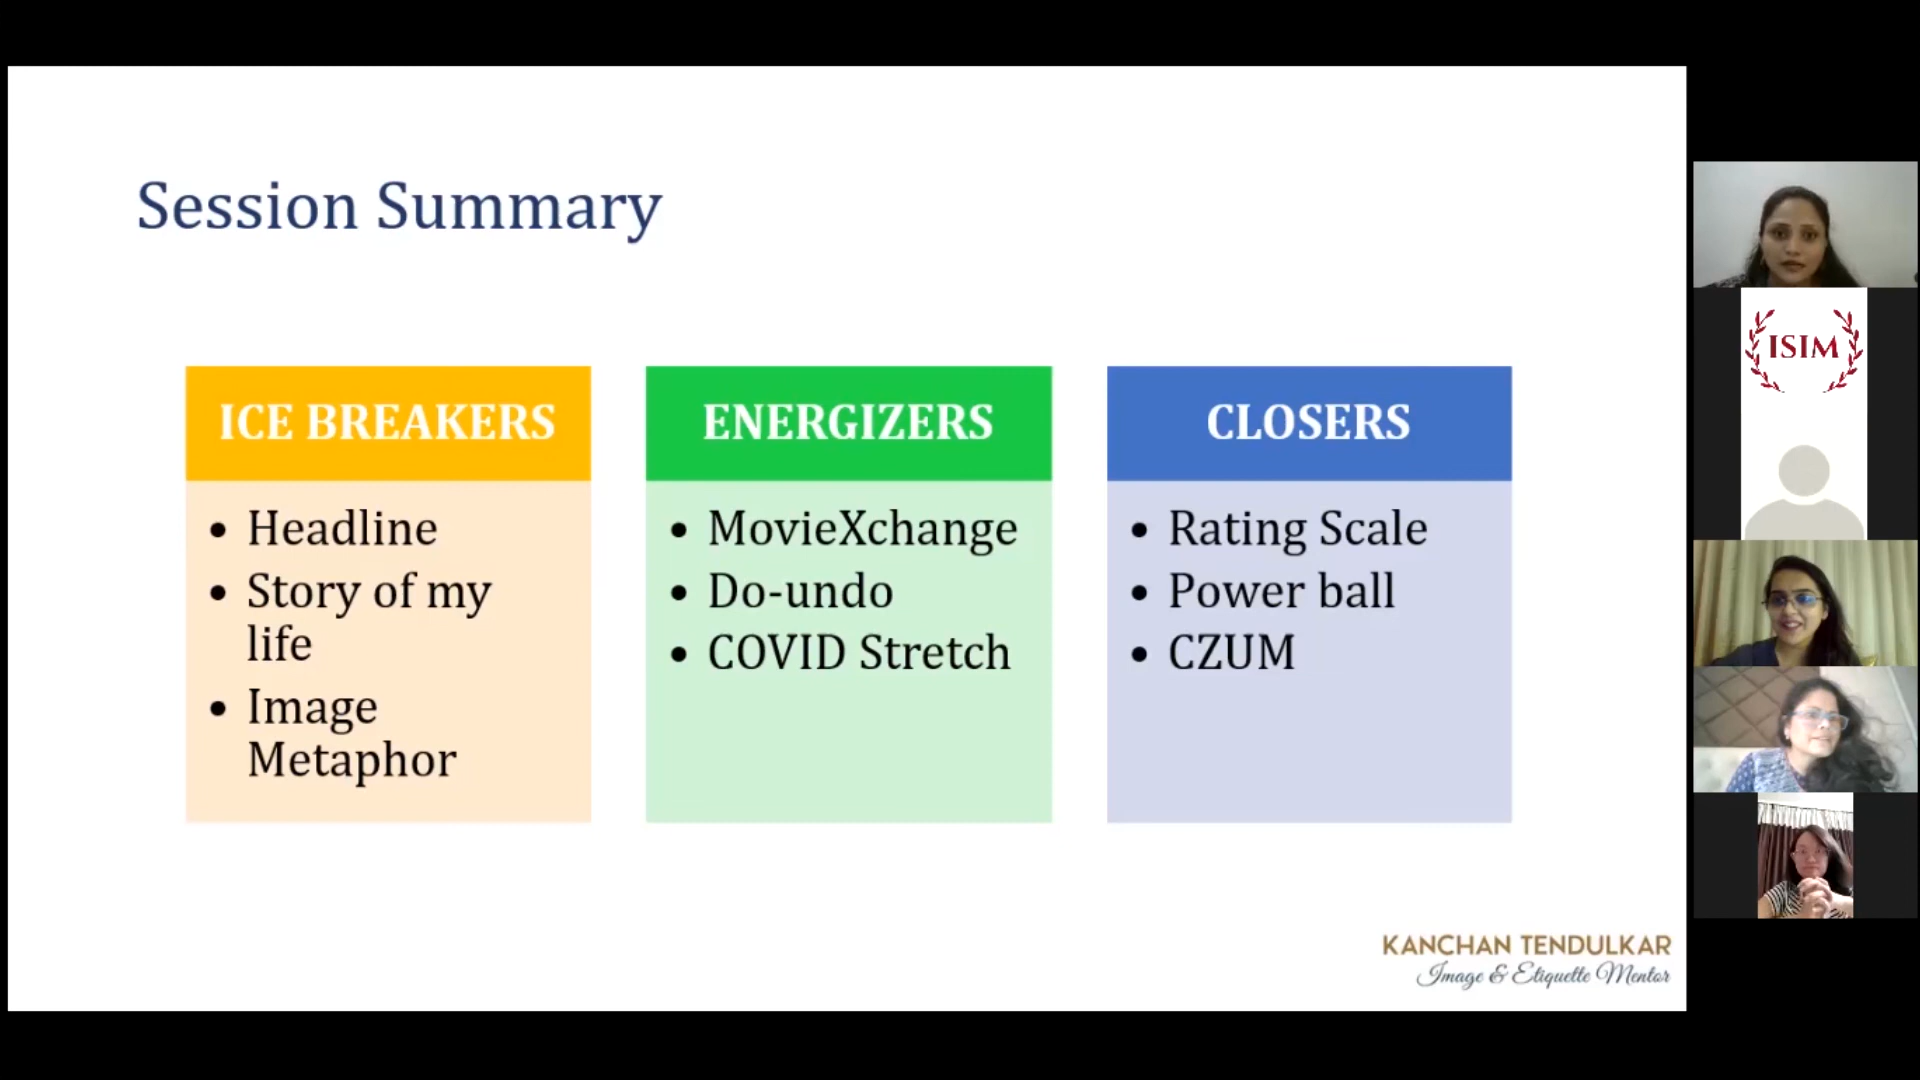 Session Summary
ICE BREAKERS
• Headline
• Story of my
life
• Image
Metaphor
ENERGIZERS
• MovieXchange
• Do-undo
• COVID Stretch
CLOSERS
• Rating Scale
• Power ball
• CZUM
KANCHAN TENDULKAR
Image & Etiquette Mentor
ISIM